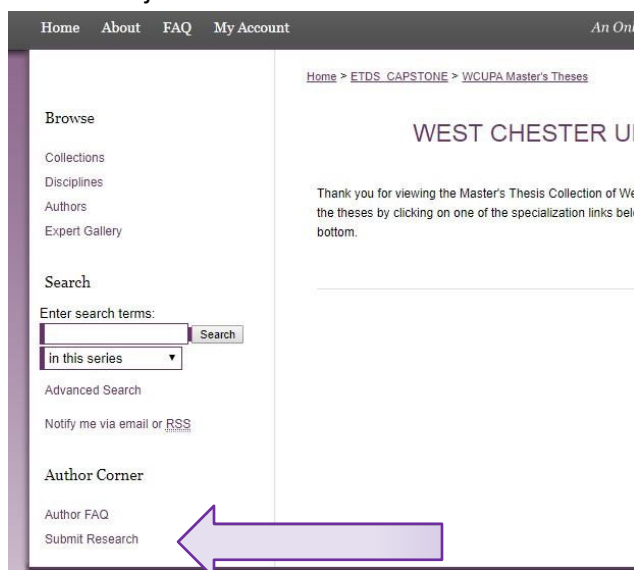 Home About FAQ My Account An Onl
Home > ETDS_CAPSTONE > WCUPA Master's Theses
Browse
WEST CHESTER U
Collections
Disciplines
Authors
Expert Gallery
Thank you for viewing the Master's Thesis Collection of We
the theses by clicking on one of the specialization links bel
bottom.
Search
Enter search terms:
Search
in this series
Advanced Search
Notify me via email or RSS
Author Corner
Author FAQ
Submit Research